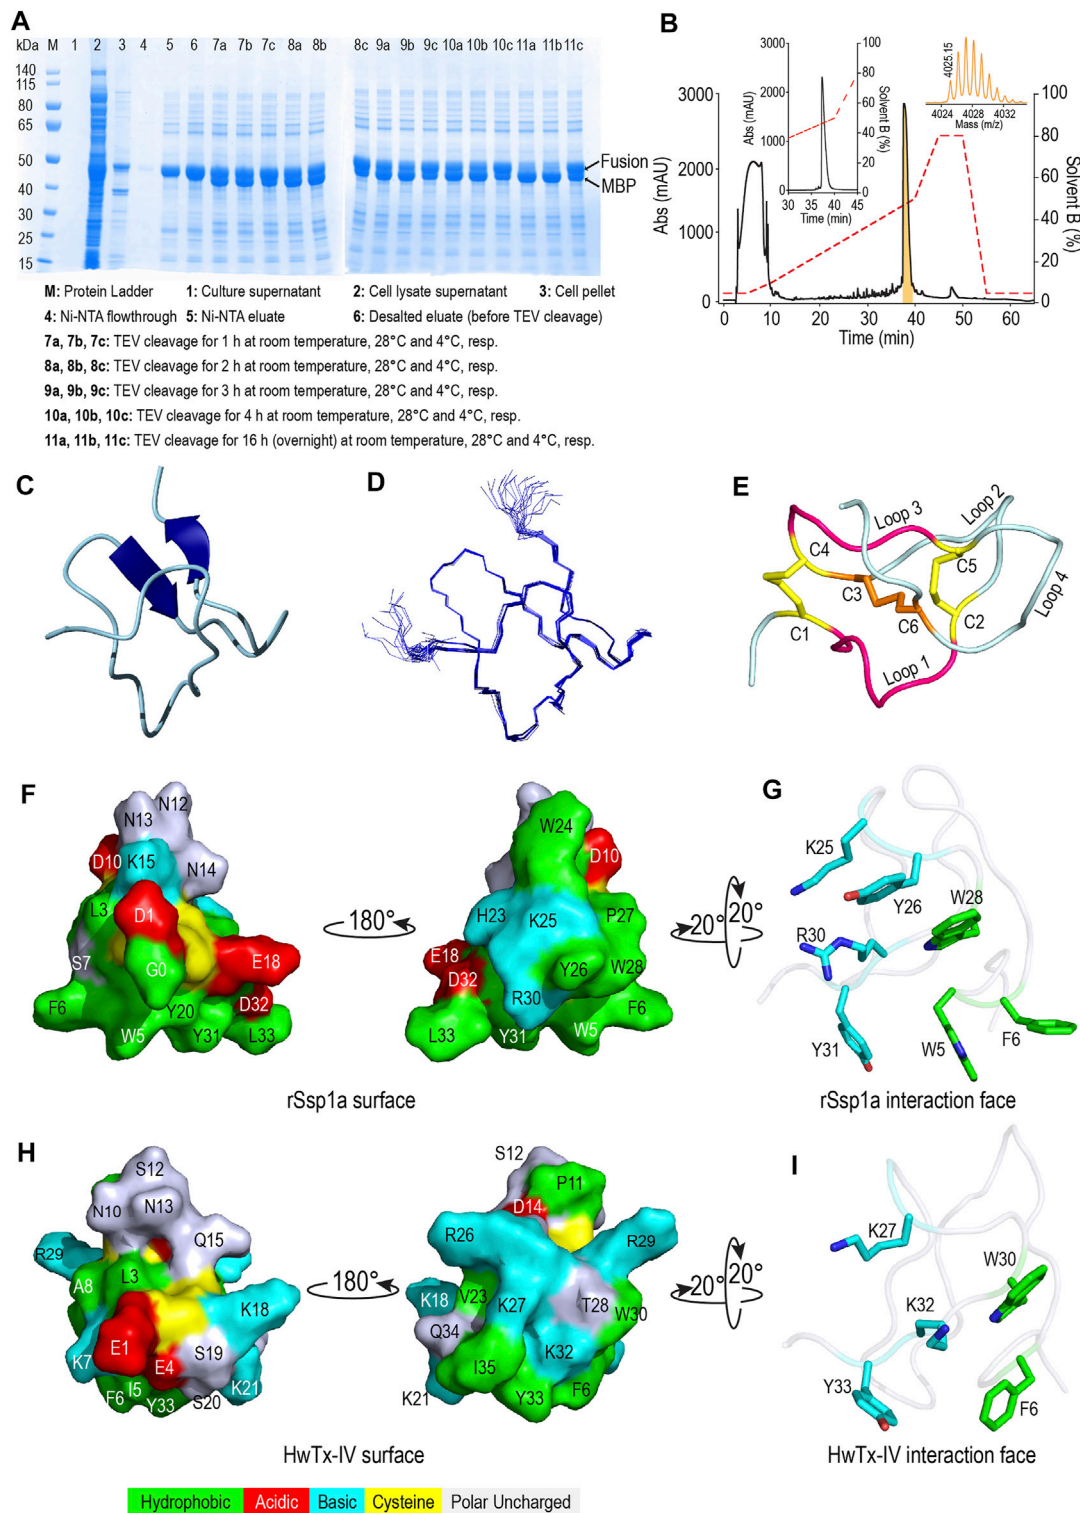 A
kDa M 1 2 3 4 5 6 7a 7b 7c 8a 8b 8c 9a 9b 9c 10a 10b 10c 11a 11b 11c
140
115
80
65
50
40
30
25
15
Fusion
MBP
M: Protein Ladder 1: Culture supernatant 2: Cell lysate supernatant 3: Cell pellet
4: Ni-NTA flowthrough 5: Ni-NTA eluate 6: Desalted eluate (before TEV cleavage)
7a, 7b, 7c: TEV cleavage for 1 h at room temperature, 28°C and 4°C, resp.
8a, 8b, 8c: TEV cleavage for 2 h at room temperature, 28°C and 4°C, resp.
9a, 9b, 9c: TEV cleavage for 3 h at room temperature, 28°C and 4°C, resp.
10a, 10b, 10c: TEV cleavage for 4 h at room temperature, 28°C and 4°C, resp.
11a, 11b, 11c: TEV cleavage for 16 h (overnight) at room temperature, 28°C and 4°C, resp.
B
3000
2000
1000
0
Abs (mAU)
0 10 20 30 40 50 60
Time (min)
100
80
60
40
20
0
Solvent B (%)
3000
2000
1000
0
Abs (mAU)
30 35 40 45
Time (min)
100
80
60
40
20
0
Solvent B (%)
4025.15
4024 4028 4032
Mass (m/z)
C
D
E
Loop 3
Loop 2
C4
C5
C3
Loop 4
C6
C2
C1
Loop 1
F
N12
N13
D10
K15
N14
L3
D1
S7
G0
E18
F6
Y20
D32
W5
Y31
L33
180°
W24
D10
H23
K25
P27
E18
D32
Y26
W28
R30
F6
L33
Y31
W5
rSsp1a surface
20°
20°
G
K25
Y26
W28
R30
Y31
W5
F6
rSsp1a interaction face
H
S12
N10
N13
R29
Q15
L3
A8
K18
E1
S19
K7
E4
I5
F6
Y33
S20
K21
180°
S12
P11
D14
R26
R29
K18
V23
K27
T28
W30
Q34
K32
I35
K21
Y33
F6
HwTx-IV surface
20°
20°
I
K27
W30
K32
Y33
F6
HwTx-IV interaction face
Hydrophobic Acidic Basic Cysteine Polar Uncharged